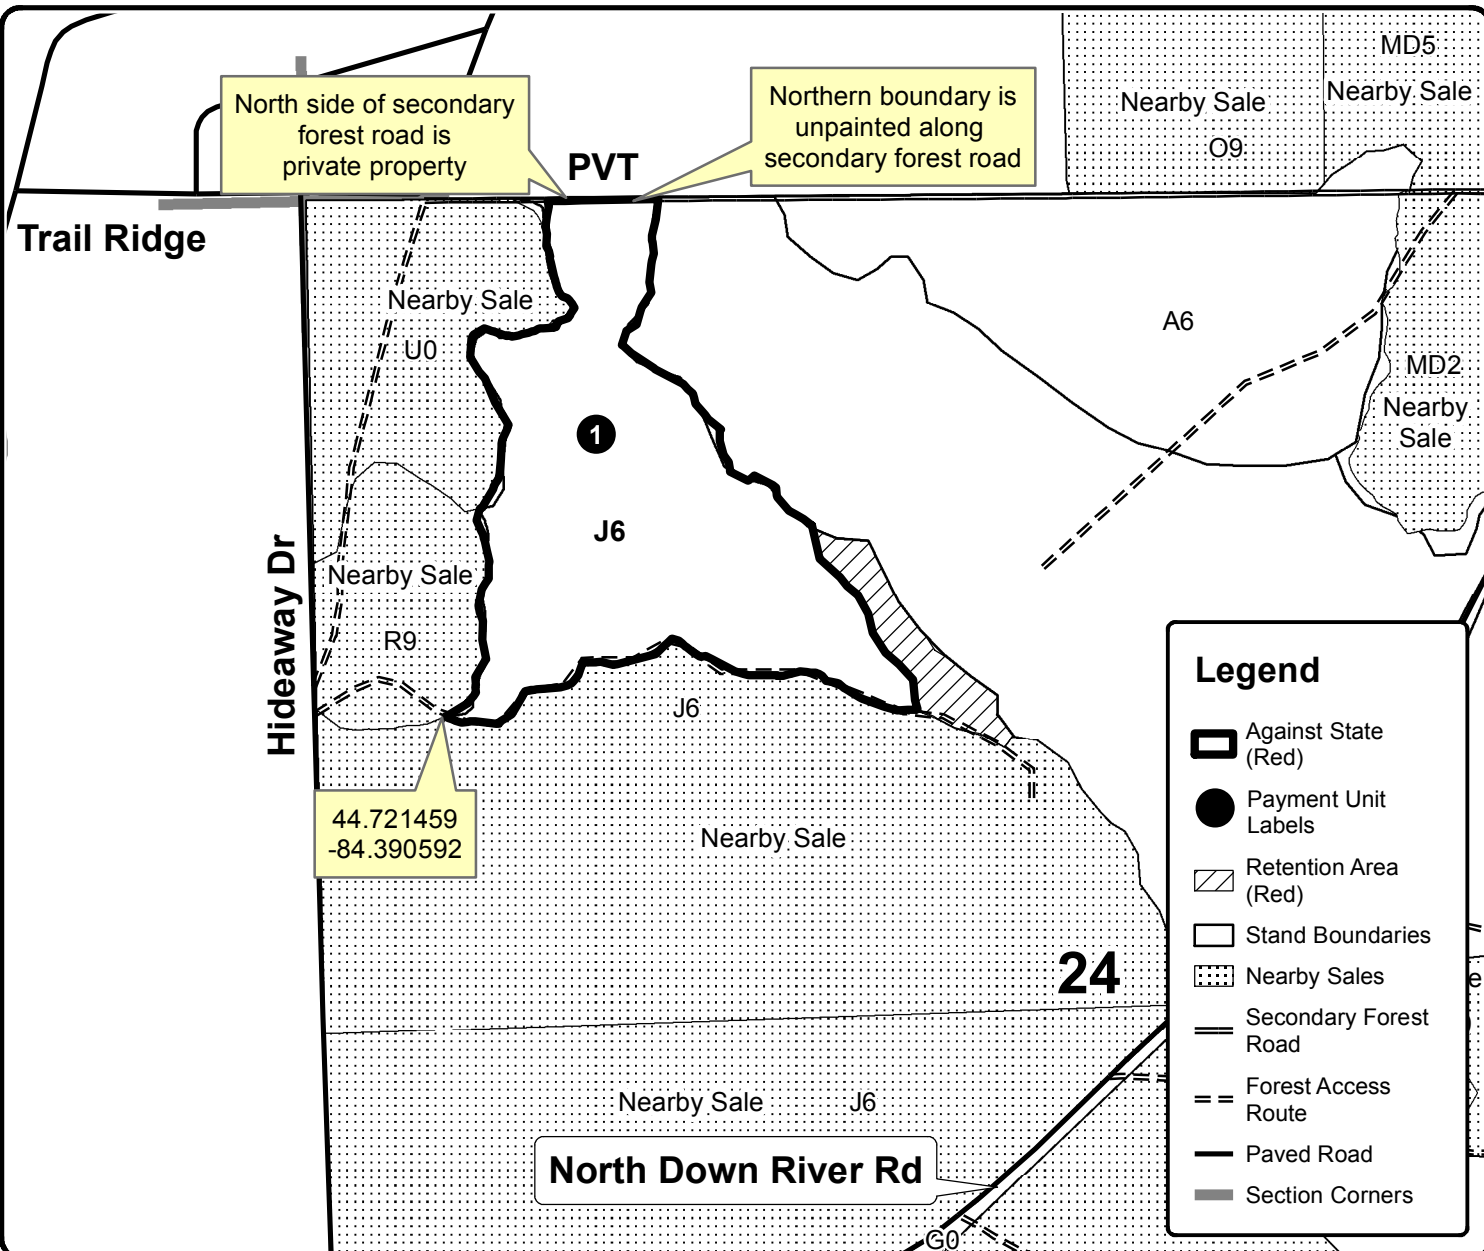 MD5
Nearby Sale
Nearby Sale
O9
North side of secondary
forest road is
private property
Northern boundary is
unpainted along
secondary forest road
PVT
Trail Ridge
Nearby Sale
U0
A6
MD2
Nearby
Sale
1
J6
Hideaway Dr
Nearby Sale
R9
J6
44.721459
-84.390592
Nearby Sale
24
Nearby Sale
J6
North Down River Rd
G0
Legend
Against State
(Red)
Payment Unit
Labels
Retention Area
(Red)
Stand Boundaries
Nearby Sales
Secondary Forest
Road
Forest Access
Route
Paved Road
Section Corners